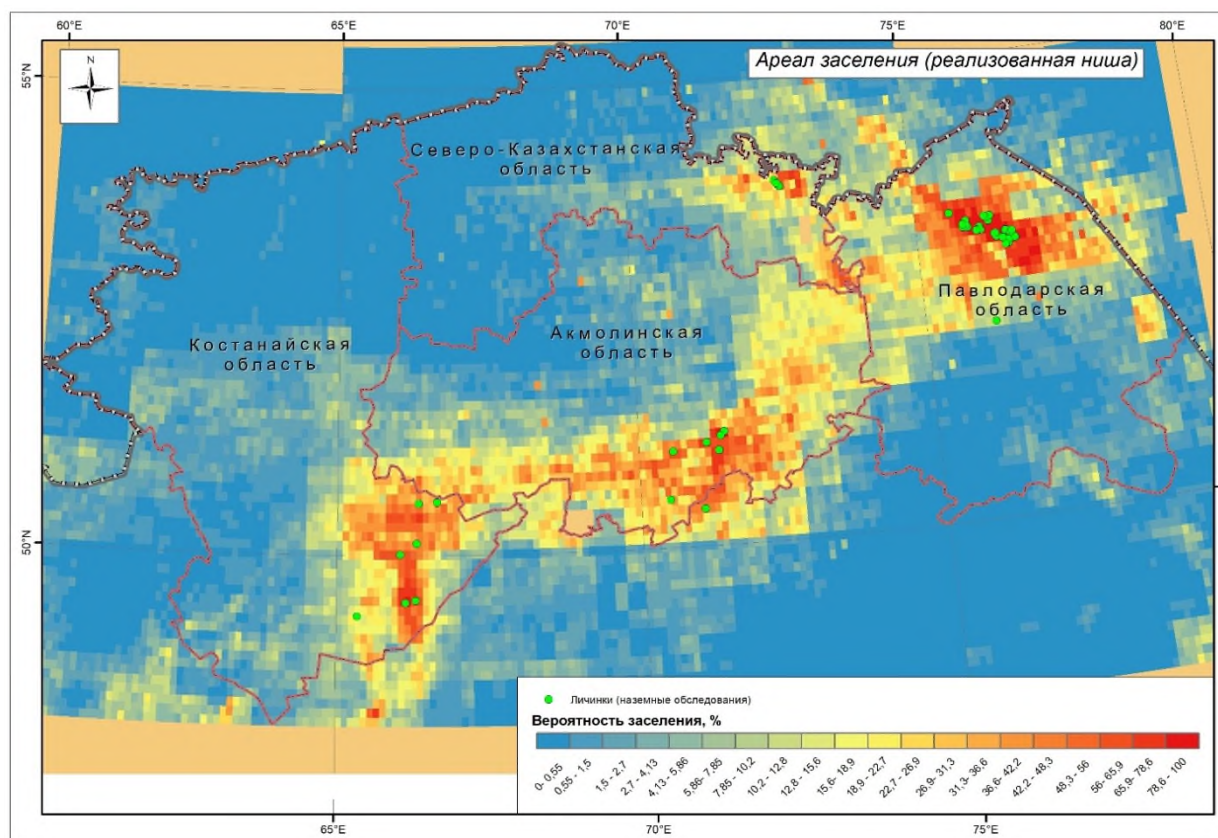 60°E
65°E
70°E
75°E
80°E
Ареал заселения (реализованная ниша)
N
55°N
55°N
Северо-Казахстанская
область
Павлодарская
область
Акмолинская
область
Костанайская
область
50°N
50°N
Личинки (наземные обследования)
Вероятность заселения, %
0- 0,55
0,55 - 1,5
1,5 - 2,7
2,7 - 4,13
4,13 - 5,86
5,86- 7,85
7,85 - 10,2
10,2 - 12,8
12,8 - 15,6
15,6- 18,9
18,9 - 22,7
22,7 - 26,9
26,9- 31,3
31,3- 36,6
36,6- 42,2
42,2 - 48,3
48,3 - 56
56- 65,9
65,9 - 78,6
78,6 - 100
65°E
70°E
75°E